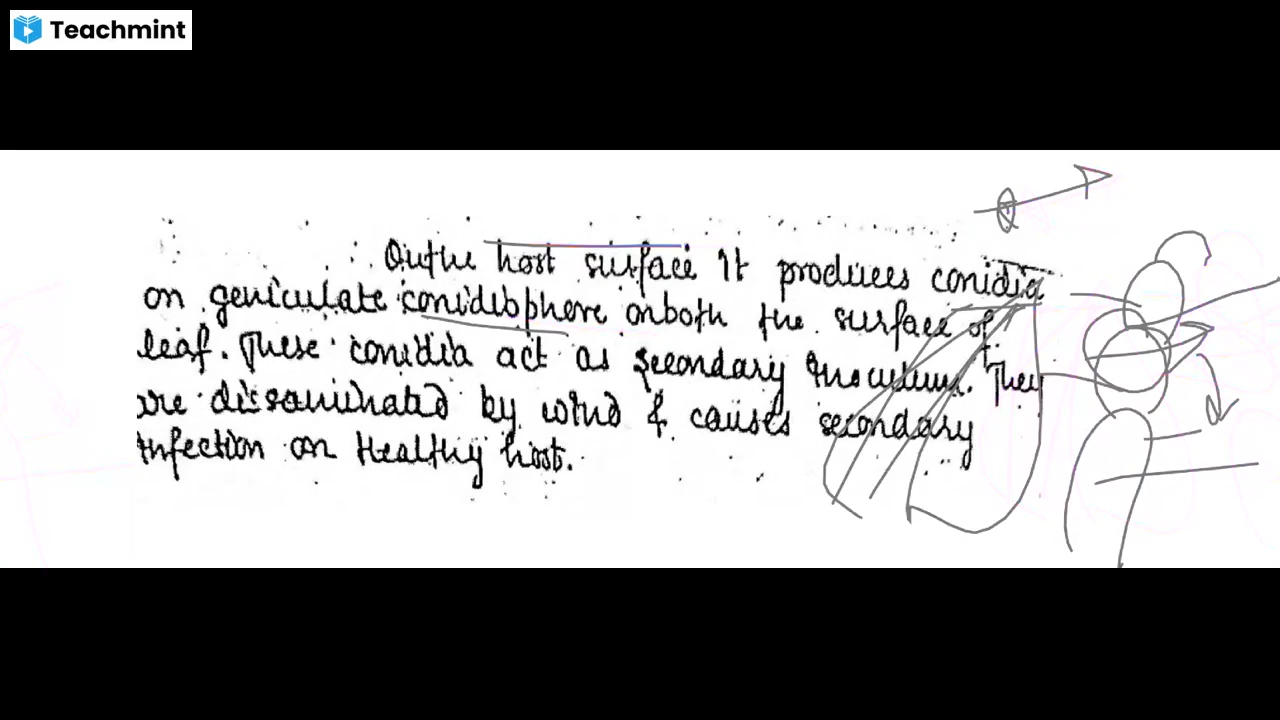 Teachmint
On the host surface It produces conidia
on geniculate conidiophore on both the surface of
leaf. These conidia act as secondary Inoculum. They
are dissaminated by wind & causes secondary
Infection on Healthy host.